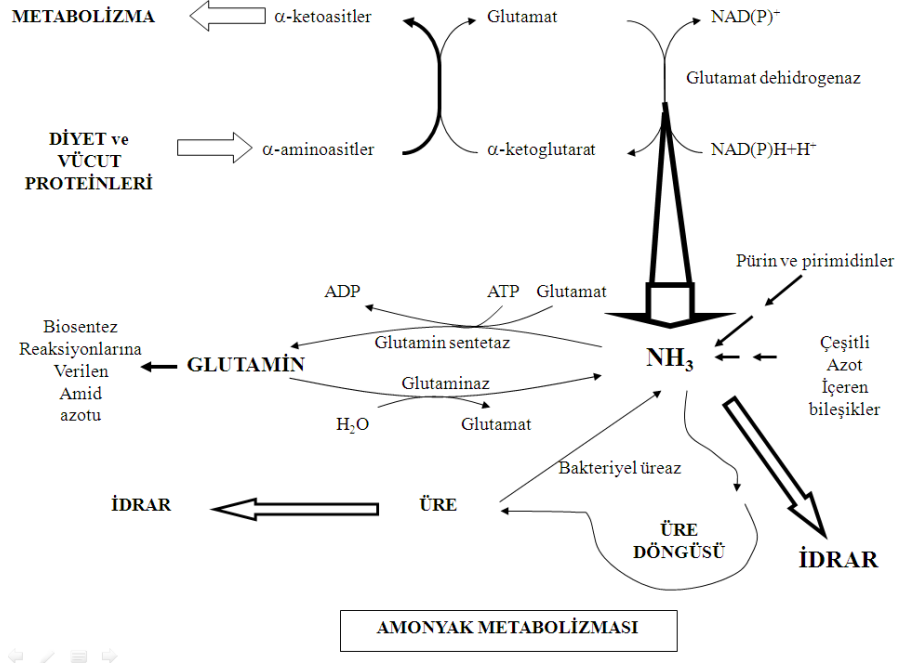 METABOLİZMA
α-ketoasitler
Glutamat
NAD(P)⁺
Glutamat dehidrogenaz
DİYET ve
VÜCUT
PROTEİNLERİ
α-aminoasitler
α-ketoglutarat
NAD(P)H+H⁺
Pürin ve pirimidinler
ADP
ATP
Glutamat
Biosentez
Reaksiyonlarına
Verilen
Amid
azotu
GLUTAMİN
Glutamin sentetaz
NH₃
Çeşitli
Azot
İçeren
bileşikler
Glutaminaz
H₂O
Glutamat
Bakteriyel üreaz
İDRAR
ÜRE
ÜRE
DÖNGÜSÜ
İDRAR
AMONYAK METABOLİZMASI